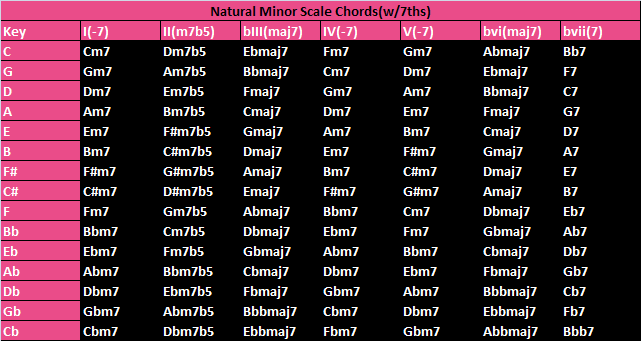 Natural Minor Scale Chords(w/7ths)
Key I(-7) II(m7b5) bIII(maj7) IV(-7) V(-7) bvi(maj7) bvii(7)
C Cm7 Dm7b5 Ebmaj7 Fm7 Gm7 Abmaj7 Bb7
G Gm7 Am7b5 Bbmaj7 Cm7 Dm7 Ebmaj7 F7
D Dm7 Em7b5 Fmaj7 Gm7 Am7 Bbmaj7 C7
A Am7 Bm7b5 Cmaj7 Dm7 Em7 Fmaj7 G7
E Em7 F#m7b5 Gmaj7 Am7 Bm7 Cmaj7 D7
B Bm7 C#m7b5 Dmaj7 Em7 F#m7 Gmaj7 A7
F# F#m7 G#m7b5 Amaj7 Bm7 C#m7 Dmaj7 E7
C# C#m7 D#m7b5 Emaj7 F#m7 G#m7 Amaj7 B7
F Fm7 Gm7b5 Abmaj7 Bbm7 Cm7 Dbmaj7 Eb7
Bb Bbm7 Cm7b5 Dbmaj7 Ebm7 Fm7 Gbmaj7 Ab7
Eb Ebm7 Fm7b5 Gbmaj7 Abm7 Bbm7 Cbmaj7 Db7
Ab Abm7 Bbm7b5 Cbmaj7 Dbm7 Ebm7 Fbmaj7 Gb7
Db Dbm7 Ebm7b5 Fbmaj7 Gbm7 Abm7 Bbbmaj7 Cb7
Gb Gbm7 Abm7b5 Bbbmaj7 Cbm7 Dbm7 Ebbmaj7 Fb7
Cb Cbm7 Dbm7b5 Ebbmaj7 Fbm7 Gbm7 Abbmaj7 Bbb7